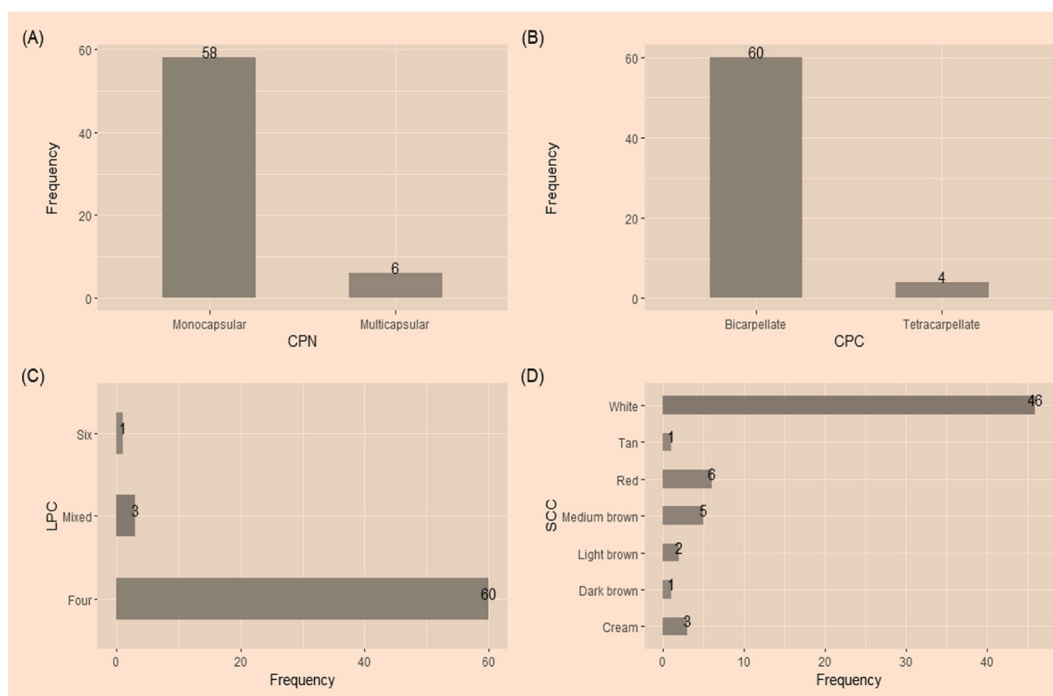 (A)
60
58
40
20
6
0
Frequency
Monocapsular Multicapsular
CPN
(B)
60
60
40
20
4
0
Frequency
Bicarpellate Tetracarpellate
CPC
(C)
Six
1
LPC
Mixed
3
Four
60
0 20 40 60
Frequency
(D)
White
46
Tan
1
Red
6
SCC
Medium brown
5
Light brown
2
Dark brown
1
Cream
3
0 10 20 30 40
Frequency